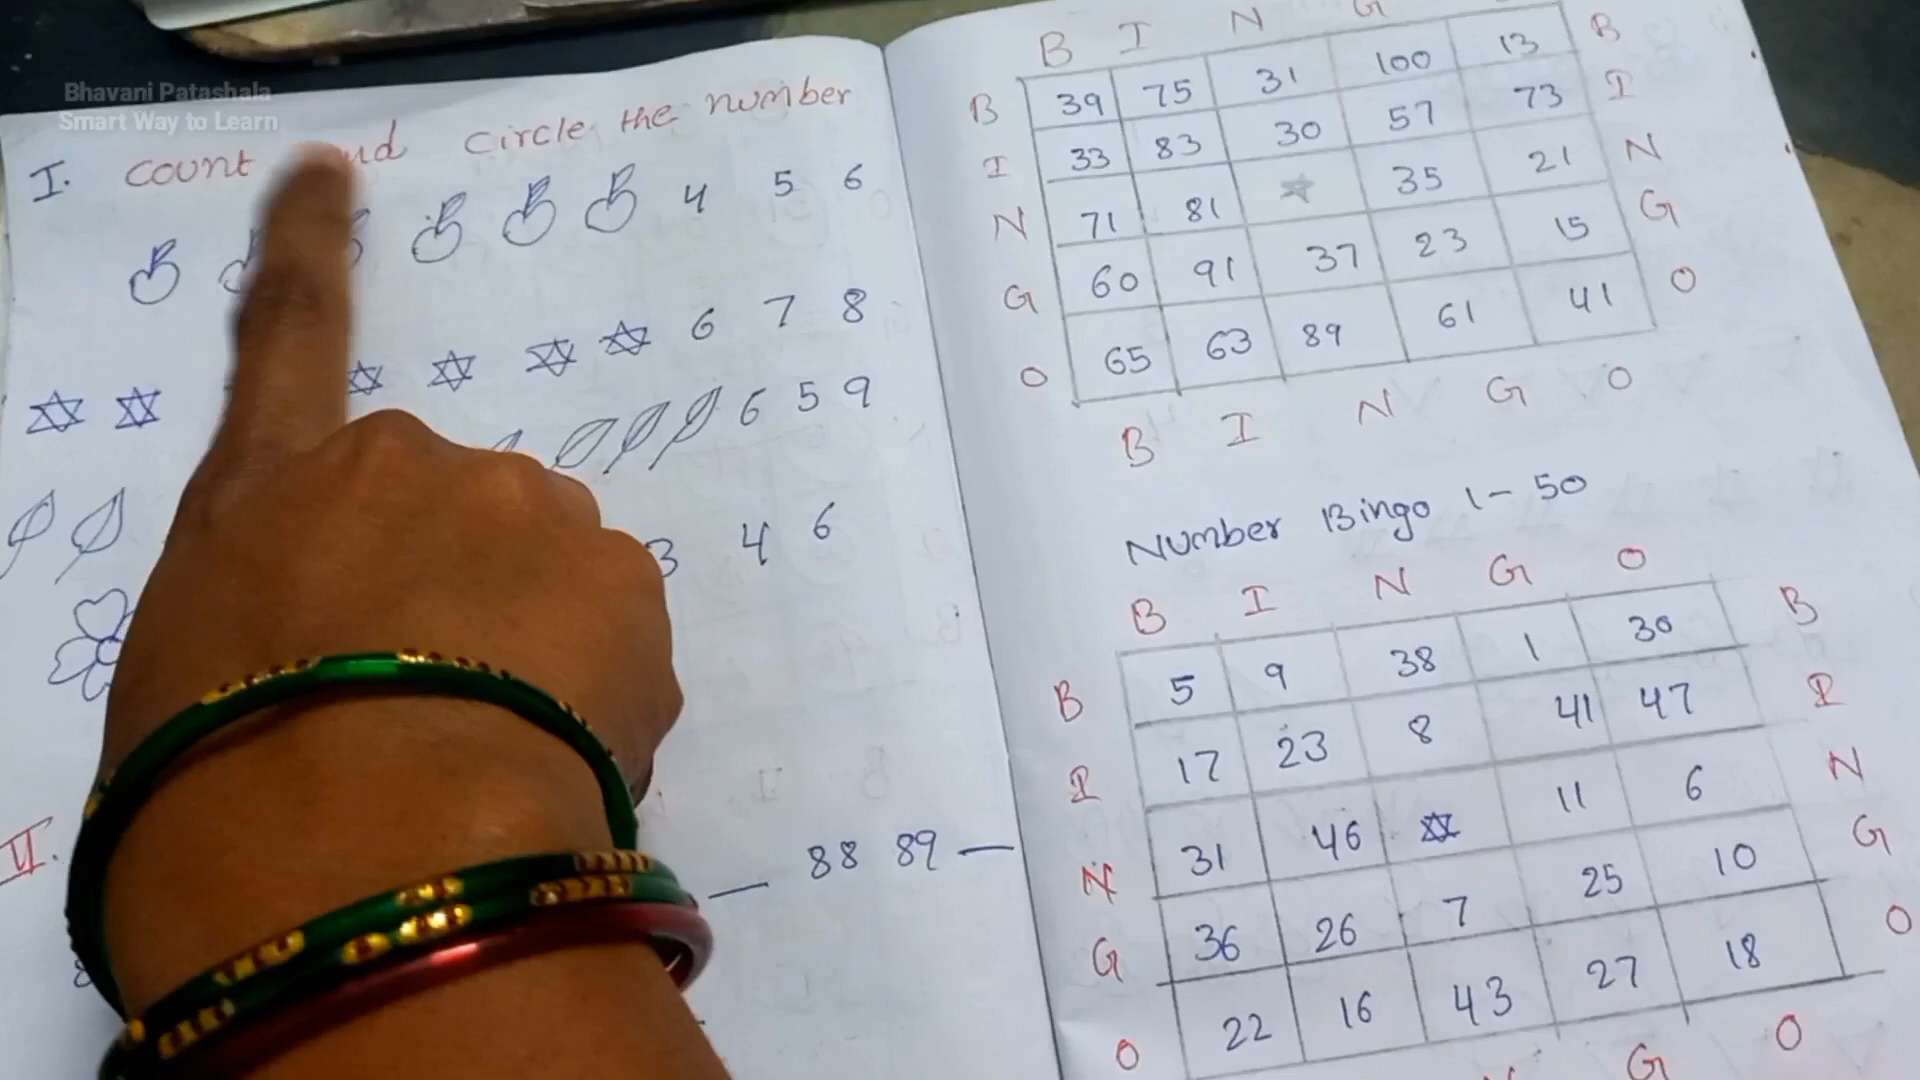 Bhavani Patashala
Smart Way to Learn
I. count and circle the number
4 5 6
6 7 8
6 5 9
3 4 6
II.
— 88 89 —
B I N G
B 39 75 31 100 13 B
I 33 83 30 57 73 I
N 71 81 35 21 N
G 60 91 37 23 15 G
O 65 63 89 61 41 O
B I N G O
Number Bingo 1-50
B I N G O
B 5 9 38 1 30 B
I 17 23 8 41 47 I
N 31 46 11 6 N
G 36 26 7 25 10 G
O 22 16 43 27 18 O
G O